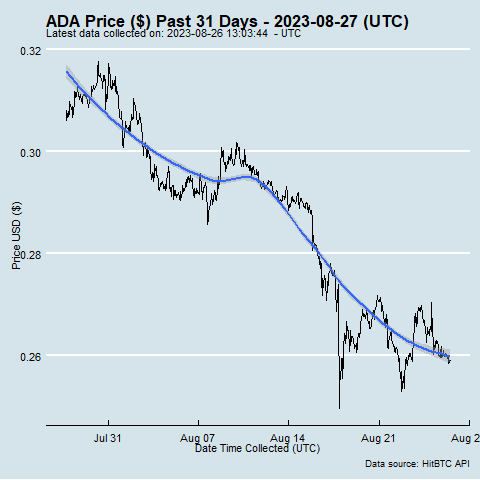 ADA Price ($) Past 31 Days - 2023-08-27 (UTC)
Latest data collected on: 2023-08-26 13:03:44 - UTC
0.32
0.30
0.28
0.26
Price USD ($)
Jul 31 Aug 07 Aug 14 Aug 21 Aug 2
Date Time Collected (UTC)
Data source: HitBTC API